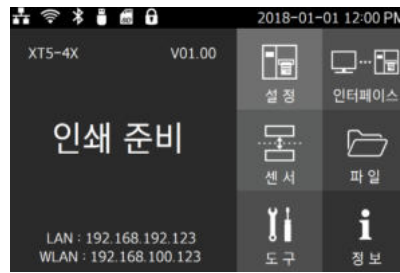 2018-01-01 12:00 PM
XT5-4X V01.00
인쇄 준비
LAN : 192.168.192.123
WLAN : 192.168.100.123
설 정
인터페이스
센 서
파 일
도 구
정 보